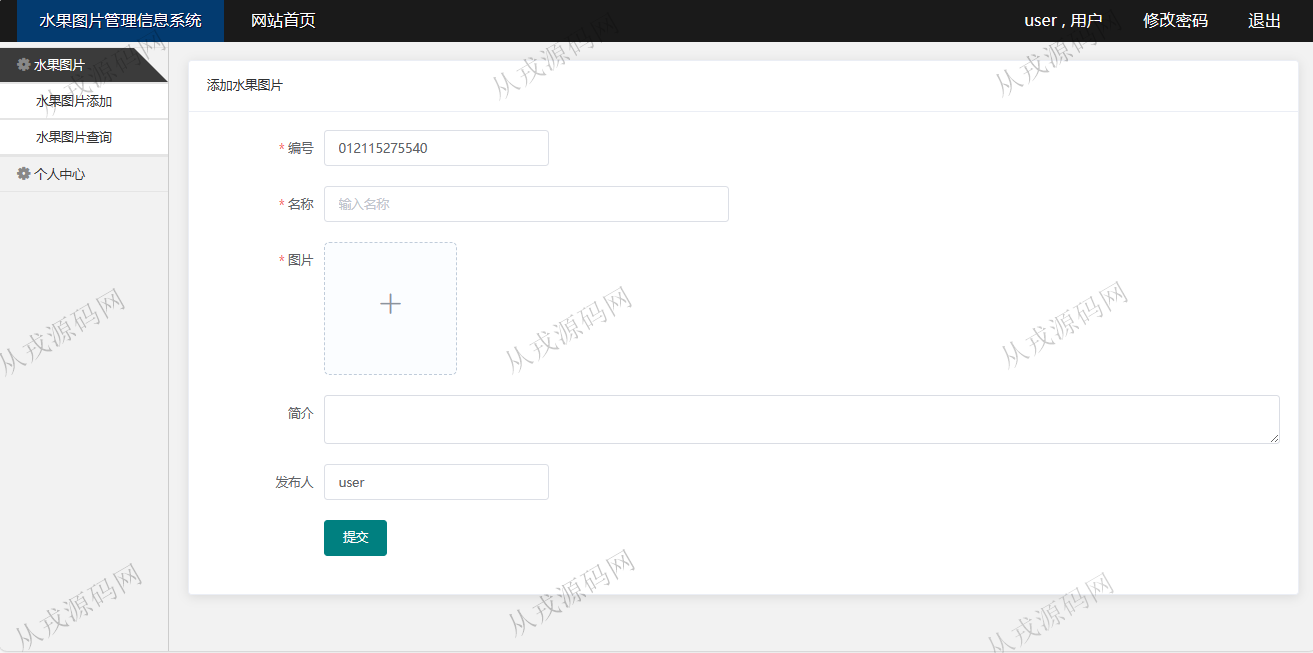 水果图片管理信息系统 网站首页 user , 用户 修改密码 退出
水果图片
水果图片添加
水果图片查询
个人中心
添加水果图片
* 编号 012115275540
* 名称 输入名称
* 图片
简介
发布人 user
提交
从戎源码网
从戎源码网
从戎源码网
从戎源码网
从戎源码网
从戎源码网
从戎源码网
从戎源码网
从戎源码网